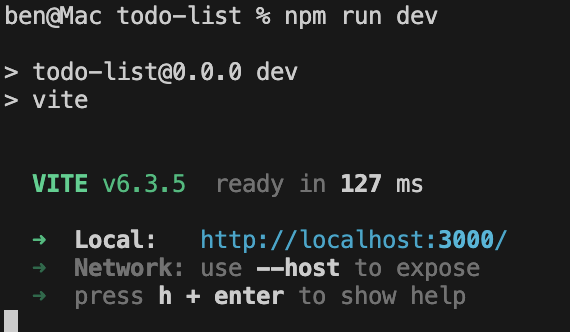 ben@Mac todo-list % npm run dev
> todo-list@0.0.0 dev
> vite
VITE v6.3.5 ready in 127 ms
➜ Local: http://localhost:3000/
➜ Network: use --host to expose
➜ press h + enter to show help